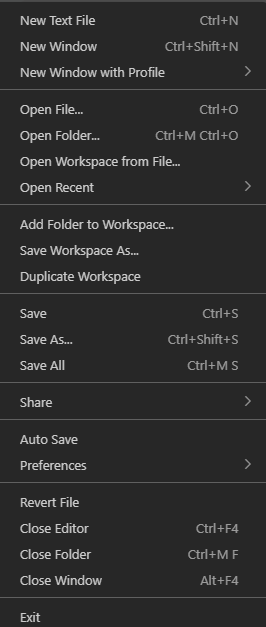 New Text File Ctrl+N
New Window Ctrl+Shift+N
New Window with Profile
Open File... Ctrl+O
Open Folder... Ctrl+M Ctrl+O
Open Workspace from File...
Open Recent
Add Folder to Workspace...
Save Workspace As...
Duplicate Workspace
Save Ctrl+S
Save As... Ctrl+Shift+S
Save All Ctrl+M S
Share
Auto Save
Preferences
Revert File
Close Editor Ctrl+F4
Close Folder Ctrl+M F
Close Window Alt+F4
Exit